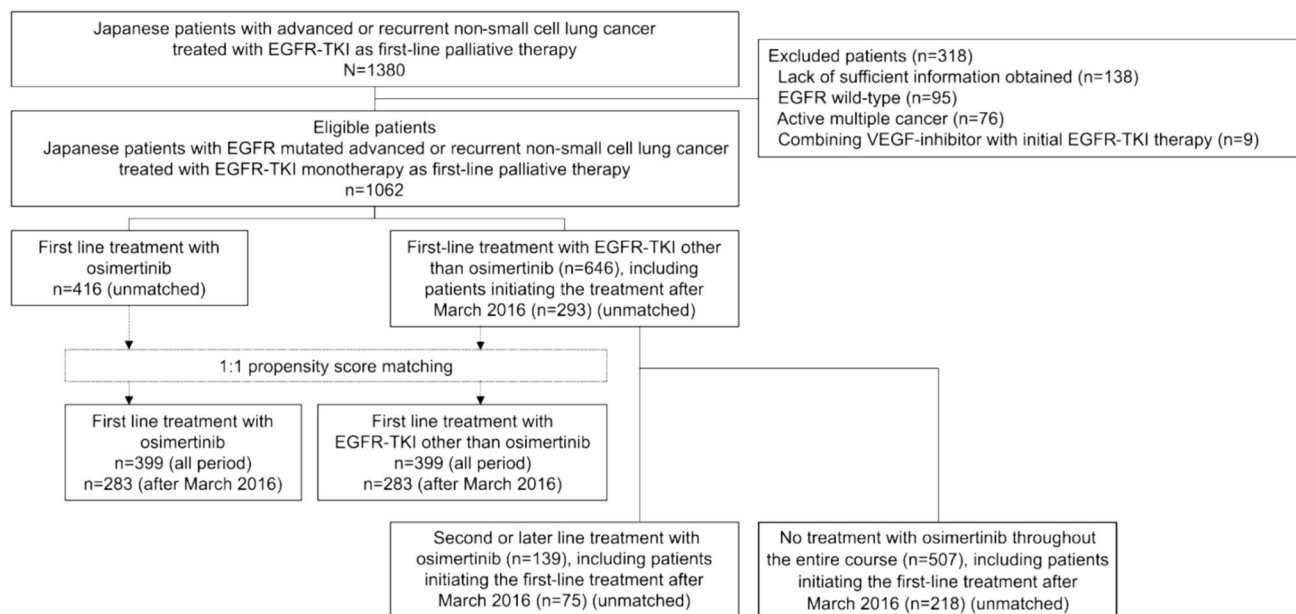 Japanese patients with advanced or recurrent non-small cell lung cancer
treated with EGFR-TKI as first-line palliative therapy
N=1380
Excluded patients (n=318)
Lack of sufficient information obtained (n=138)
EGFR wild-type (n=95)
Active multiple cancer (n=76)
Combining VEGF-inhibitor with initial EGFR-TKI therapy (n=9)
Eligible patients
Japanese patients with EGFR mutated advanced or recurrent non-small cell lung cancer
treated with EGFR-TKI monotherapy as first-line palliative therapy
n=1062
First line treatment with
osimertinib
n=416 (unmatched)
First-line treatment with EGFR-TKI other
than osimertinib (n=646), including
patients initiating the treatment after
March 2016 (n=293) (unmatched)
1:1 propensity score matching
First line treatment with
osimertinib
n=399 (all period)
n=283 (after March 2016)
First line treatment with
EGFR-TKI other than osimertinib
n=399 (all period)
n=283 (after March 2016)
Second or later line treatment with
osimertinib (n=139), including patients
initiating the first-line treatment after
March 2016 (n=75) (unmatched)
No treatment with osimertinib throughout
the entire course (n=507), including patients
initiating the first-line treatment after
March 2016 (n=218) (unmatched)